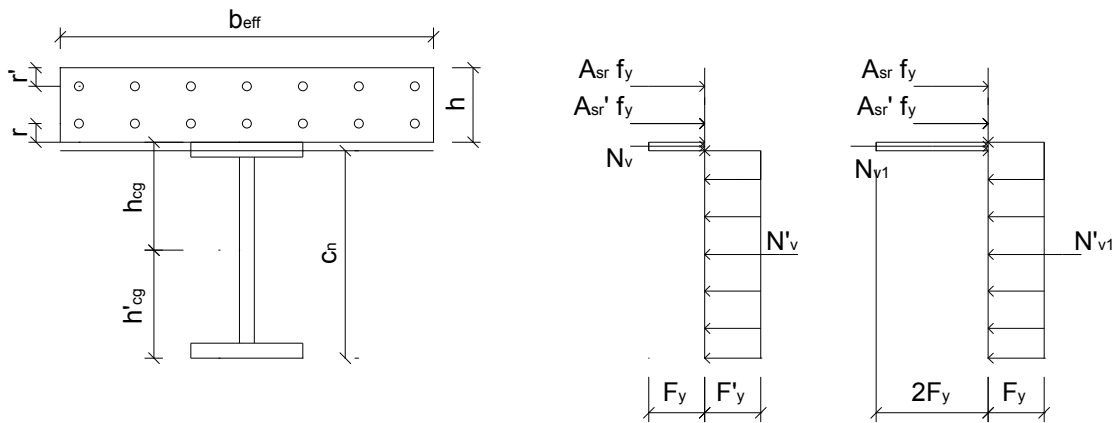 beff
r'
r
h
hcg
h'cg
cn
Asr fy
Asr' fy
Nv
N'v
Fy
F'y
Asr fy
Asr' fy
Nv1
N'v1
2Fy
Fy